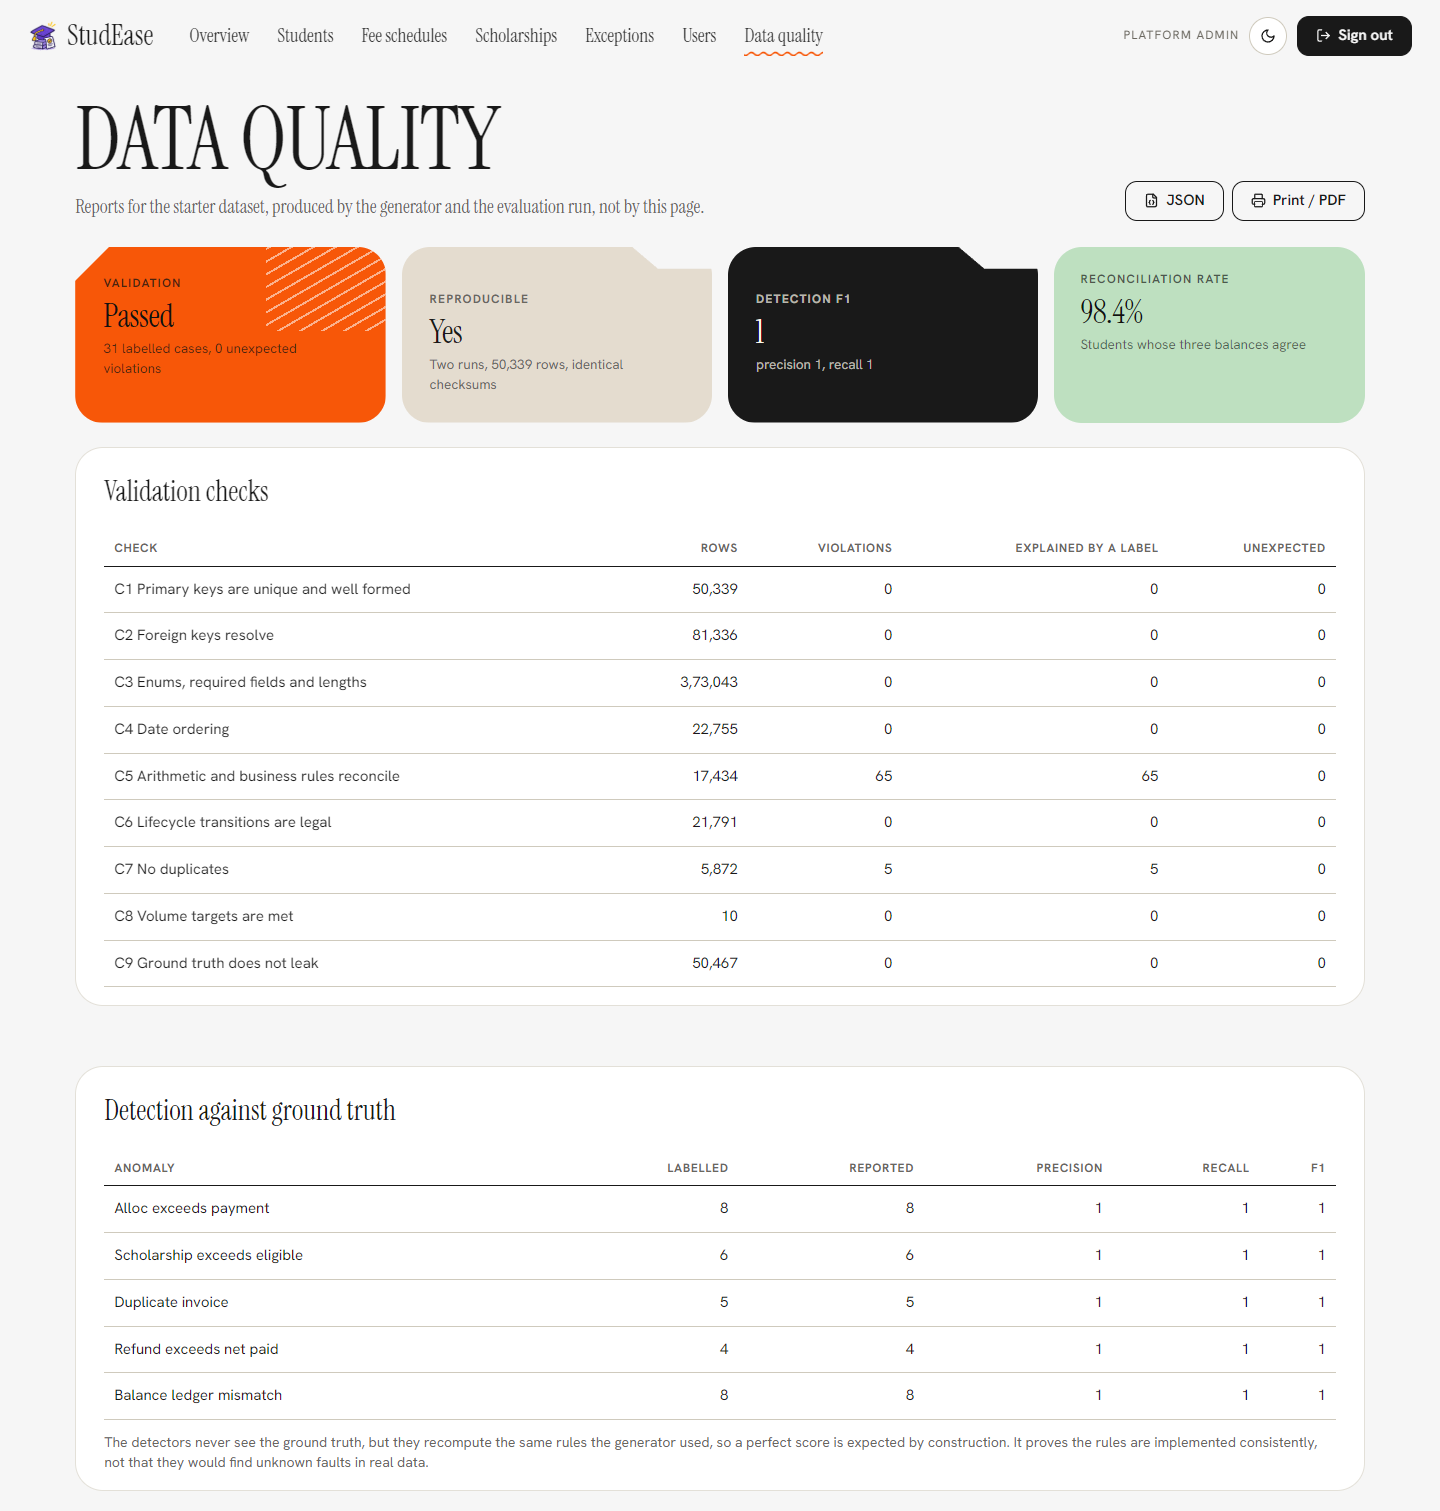 StudEase Overview Students Fee schedules Scholarships Exceptions Users Data quality PLATFORM ADMIN Sign out
DATA QUALITY
Reports for the starter dataset, produced by the generator and the evaluation run, not by this page.
JSON Print / PDF
VALIDATION
Passed
31 labelled cases, 0 unexpected
violations
REPRODUCIBLE
Yes
Two runs, 50,339 rows, identical
checksums
DETECTION F1
1
precision 1, recall 1
RECONCILIATION RATE
98.4%
Students whose three balances agree
Validation checks
CHECK ROWS VIOLATIONS EXPLAINED BY A LABEL UNEXPECTED
C1 Primary keys are unique and well formed 50,339 0 0 0
C2 Foreign keys resolve 81,336 0 0 0
C3 Enums, required fields and lengths 3,73,043 0 0 0
C4 Date ordering 22,755 0 0 0
C5 Arithmetic and business rules reconcile 17,434 65 65 0
C6 Lifecycle transitions are legal 21,791 0 0 0
C7 No duplicates 5,872 5 5 0
C8 Volume targets are met 10 0 0 0
C9 Ground truth does not leak 50,467 0 0 0
Detection against ground truth
ANOMALY LABELLED REPORTED PRECISION RECALL F1
Alloc exceeds payment 8 8 1 1 1
Scholarship exceeds eligible 6 6 1 1 1
Duplicate invoice 5 5 1 1 1
Refund exceeds net paid 4 4 1 1 1
Balance ledger mismatch 8 8 1 1 1
The detectors never see the ground truth, but they recompute the same rules the generator used, so a perfect score is expected by construction. It proves the rules are implemented consistently,
not that they would find unknown faults in real data.